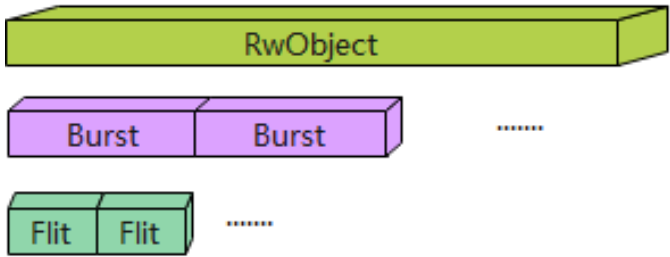 RwObject
Burst Burst .......
Flit Flit .......